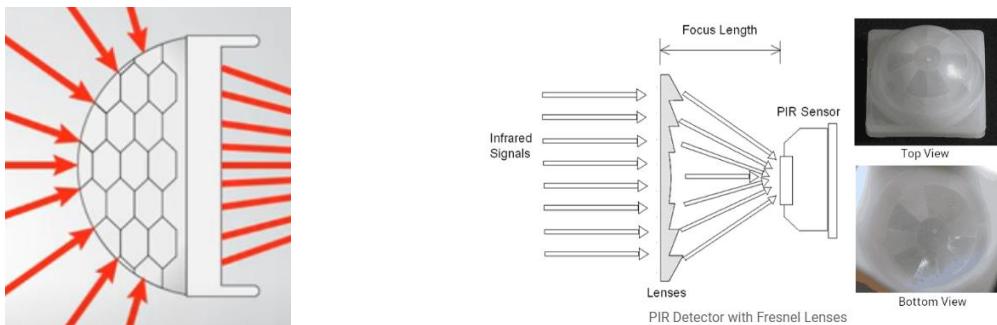 Focus Length
PIR Sensor
Infrared
Signals
Top View
Lenses
Bottom View
PIR Detector with Fresnel Lenses